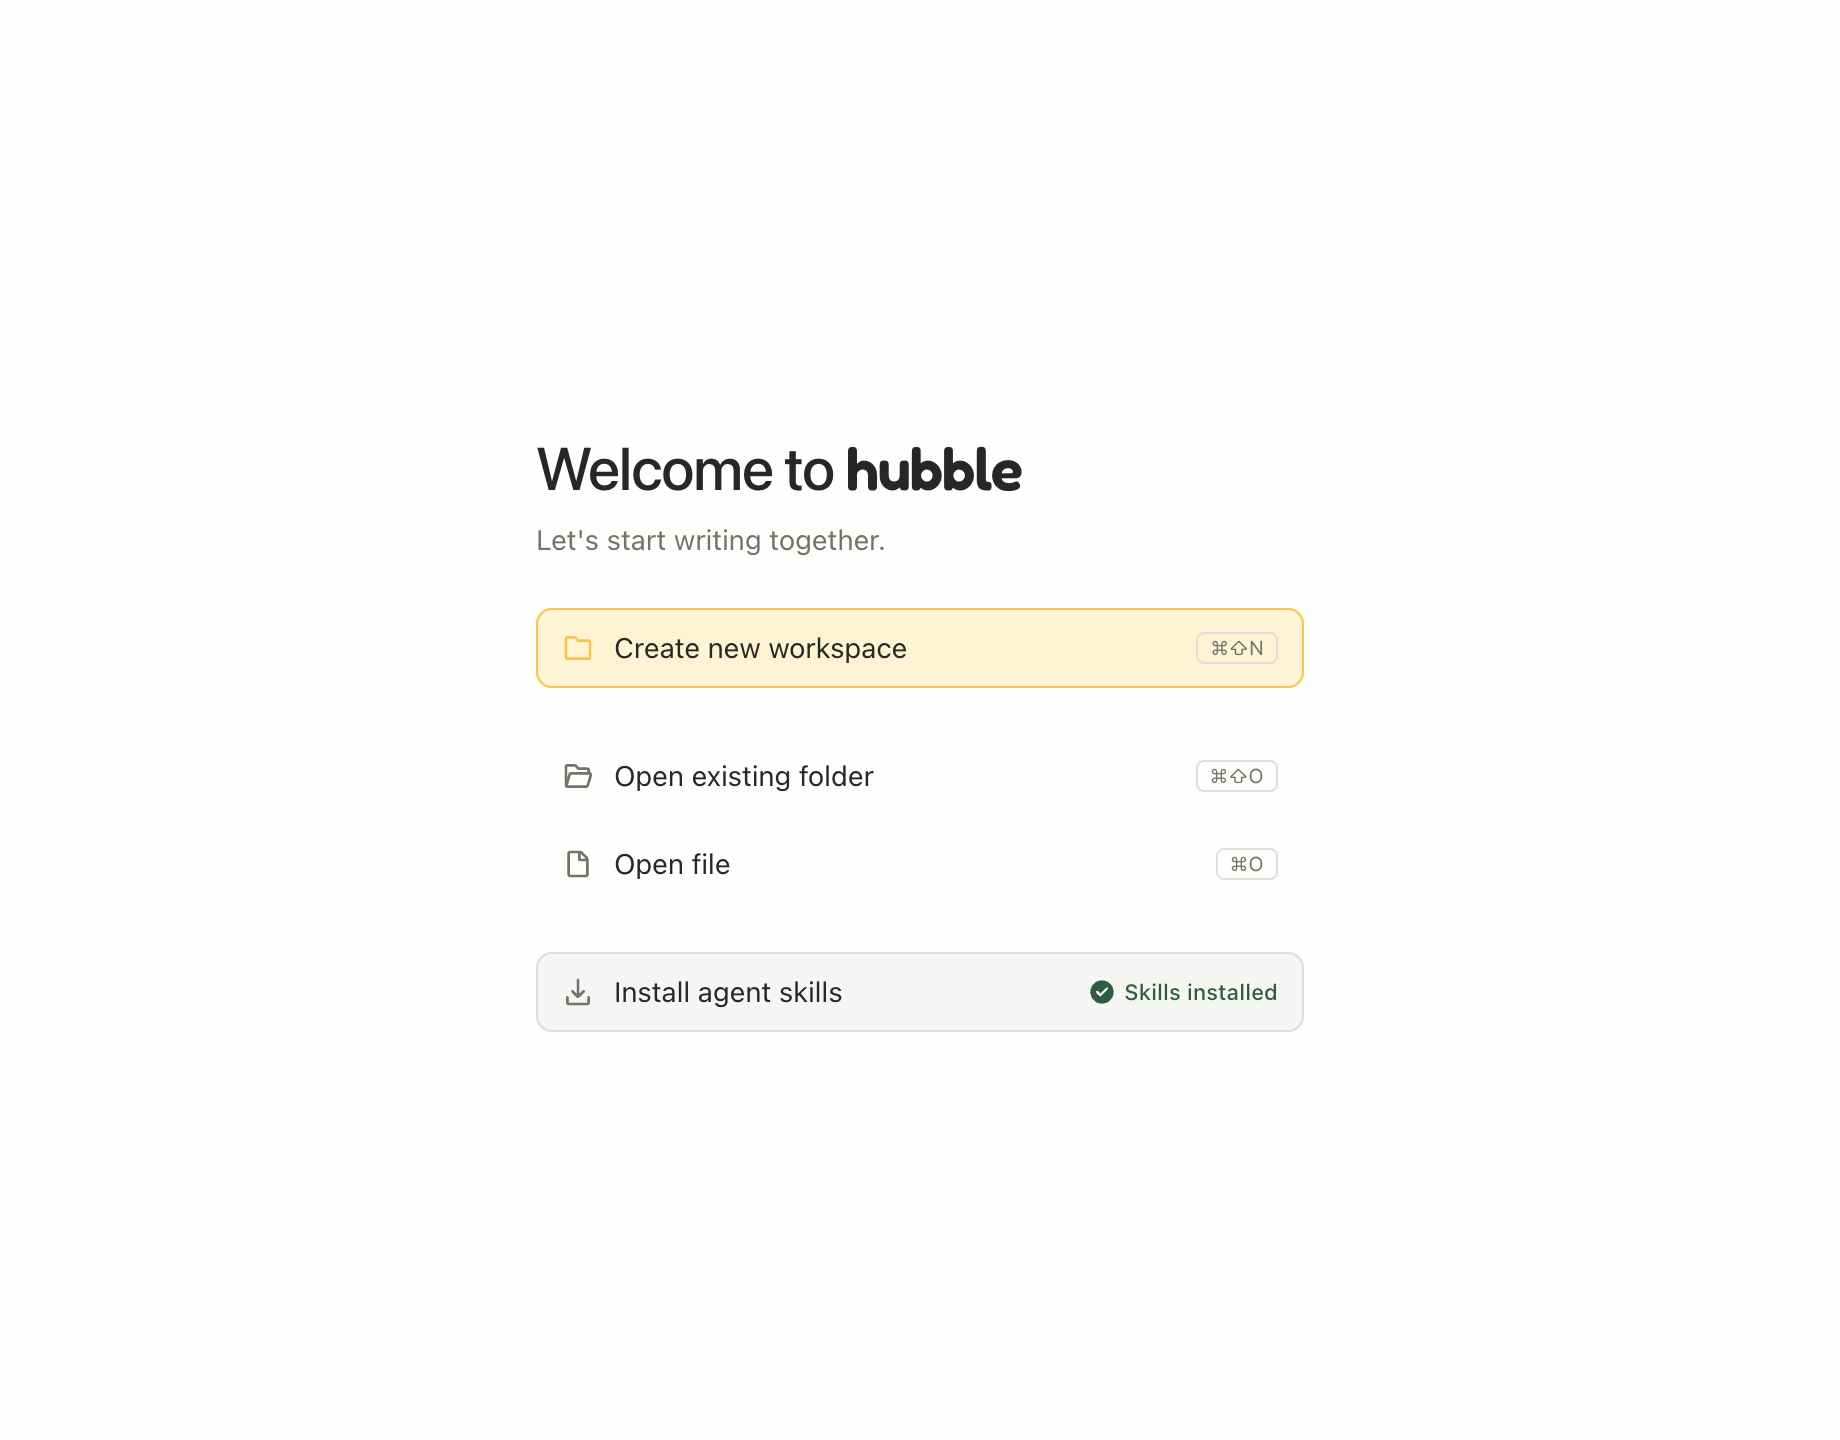 Welcome to hubble
Let's start writing together.
Create new workspace ⌘⇧N
Open existing folder ⌘⇧O
Open file ⌘O
Install agent skills Skills installed